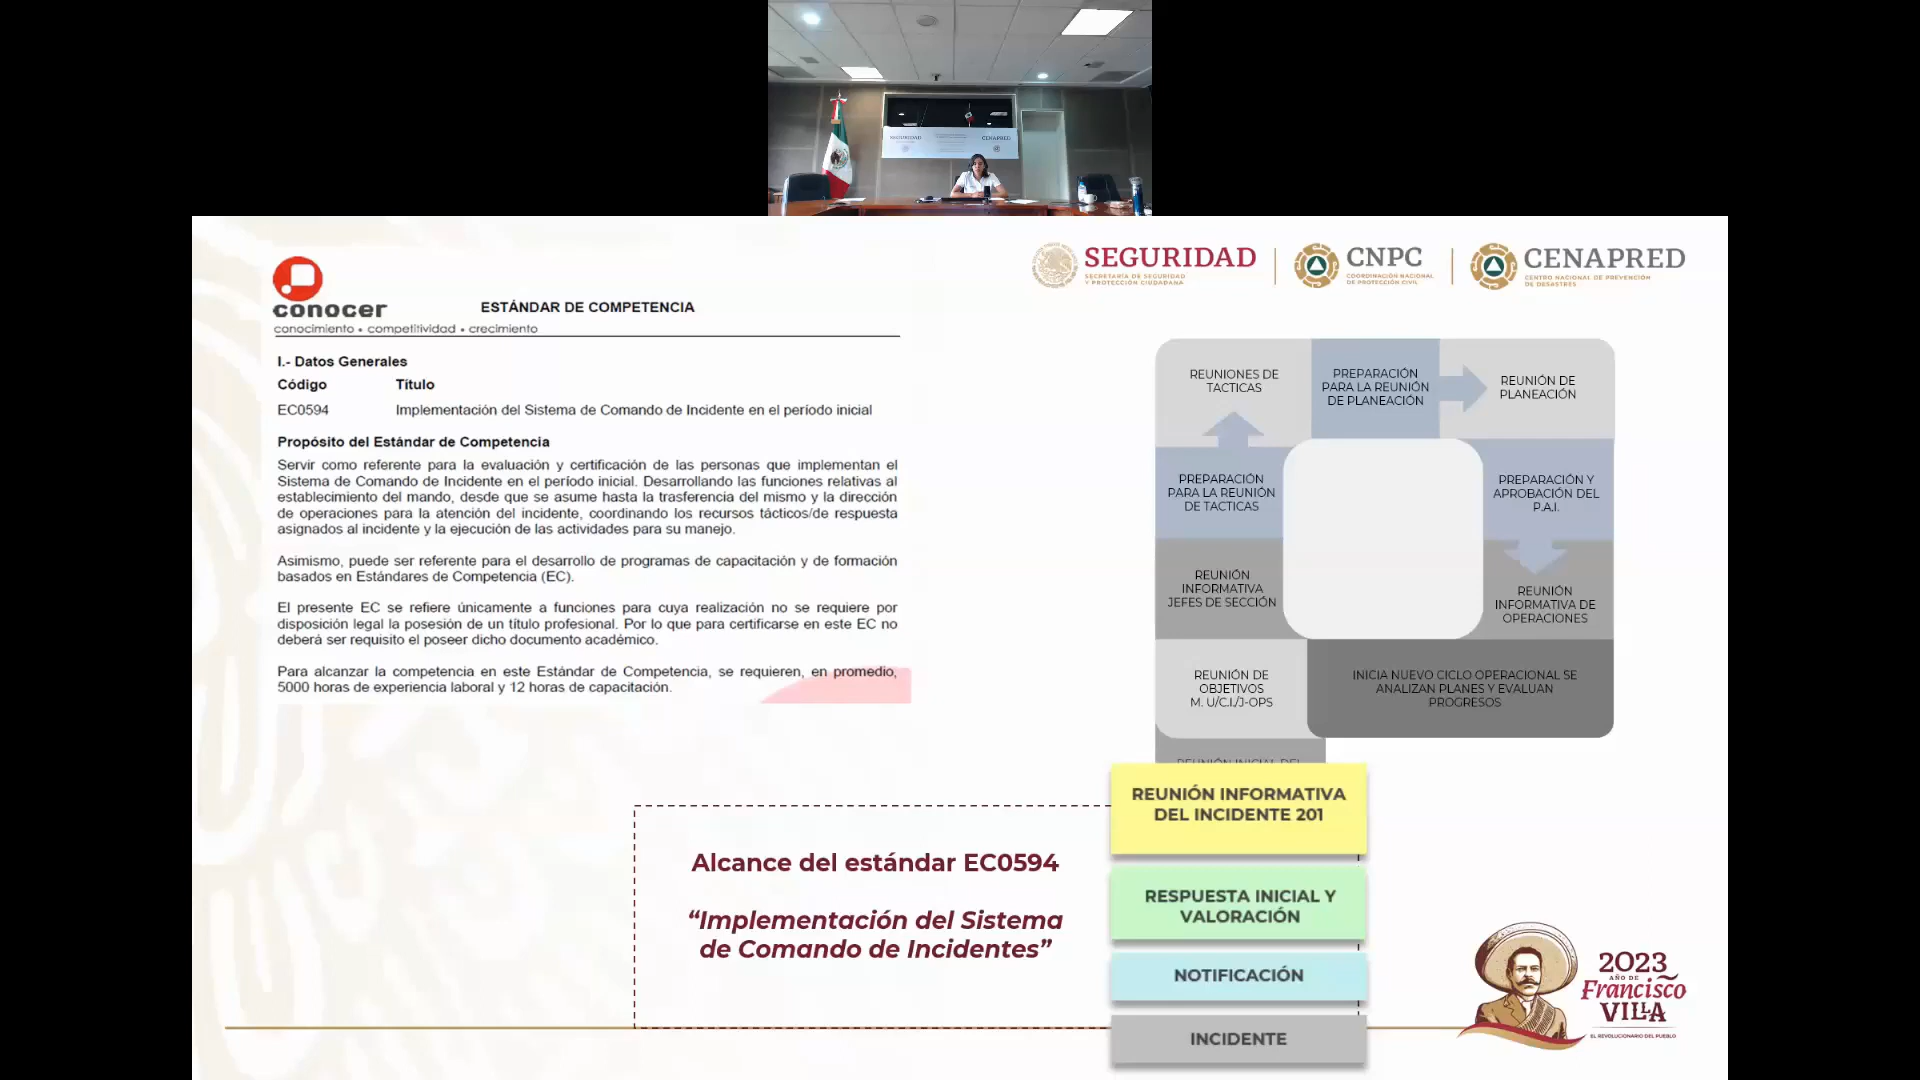 SEGURIDAD
CENAPRED
conocer
conocimiento • competitividad • crecimiento
ESTÁNDAR DE COMPETENCIA
SEGURIDAD
SECRETARÍA DE SEGURIDAD
Y PROTECCIÓN CIUDADANA
CNPC
COORDINACIÓN NACIONAL
DE PROTECCIÓN CIVIL
CENAPRED
CENTRO NACIONAL DE PREVENCIÓN
DE DESASTRES
I.- Datos Generales
Código Título
EC0594 Implementación del Sistema de Comando de Incidente en el período inicial
Propósito del Estándar de Competencia
Servir como referente para la evaluación y certificación de las personas que implementan el
Sistema de Comando de Incidente en el período inicial. Desarrollando las funciones relativas al
establecimiento del mando, desde que se asume hasta la trasferencia del mismo y la dirección
de operaciones para la atención del incidente, coordinando los recursos tácticos/de respuesta
asignados al incidente y la ejecución de las actividades para su manejo.
Asimismo, puede ser referente para el desarrollo de programas de capacitación y de formación
basados en Estándares de Competencia (EC).
El presente EC se refiere únicamente a funciones para cuya realización no se requiere por
disposición legal la posesión de un título profesional. Por lo que para certificarse en este EC no
deberá ser requisito el poseer dicho documento académico.
Para alcanzar la competencia en este Estándar de Competencia, se requieren, en promedio,
5000 horas de experiencia laboral y 12 horas de capacitación.
REUNIONES DE
TACTICAS
PREPARACIÓN
PARA LA REUNIÓN
DE PLANEACIÓN
REUNIÓN DE
PLANEACIÓN
PREPARACIÓN
PARA LA REUNIÓN
DE TACTICAS
PREPARACIÓN Y
APROBACIÓN DEL
P.A.I.
REUNIÓN
INFORMATIVA
JEFES DE SECCIÓN
REUNIÓN
INFORMATIVA DE
OPERACIONES
REUNIÓN DE
OBJETIVOS
M. U/C.I./J-OPS
INICIA NUEVO CICLO OPERACIONAL SE
ANALIZAN PLANES Y EVALUAN
PROGRESOS
REUNIÓN INICIAL DEL
REUNIÓN INFORMATIVA
DEL INCIDENTE 201
RESPUESTA INICIAL Y
VALORACIÓN
NOTIFICACIÓN
INCIDENTE
Alcance del estándar EC0594
“Implementación del Sistema
de Comando de Incidentes”
2023
AÑO DE
Francisco
VILLA
EL REVOLUCIONARIO DEL PUEBLO